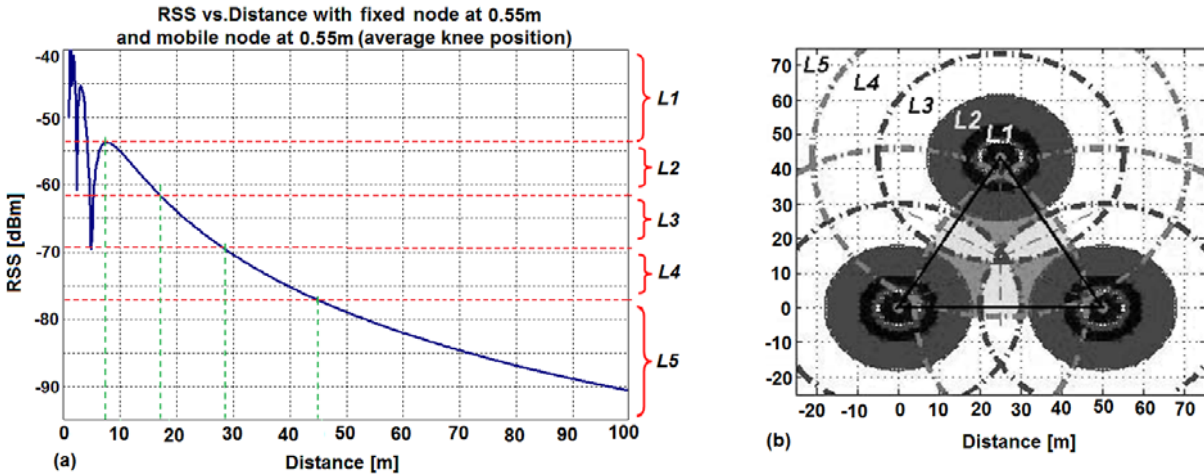 RSS vs.Distance with fixed node at 0.55m
and mobile node at 0.55m (average knee position)
-40
-50
-60
-70
-80
-90
RSS [dBm]
0 10 20 30 40 50 60 70 80 90 100
Distance [m]
(a)
L1
L2
L3
L4
L5
70
60
50
40
30
20
10
0
-10
-20
-20 -10 0 10 20 30 40 50 60 70
Distance [m]
(b)
L5
L4
L3
L2
L1